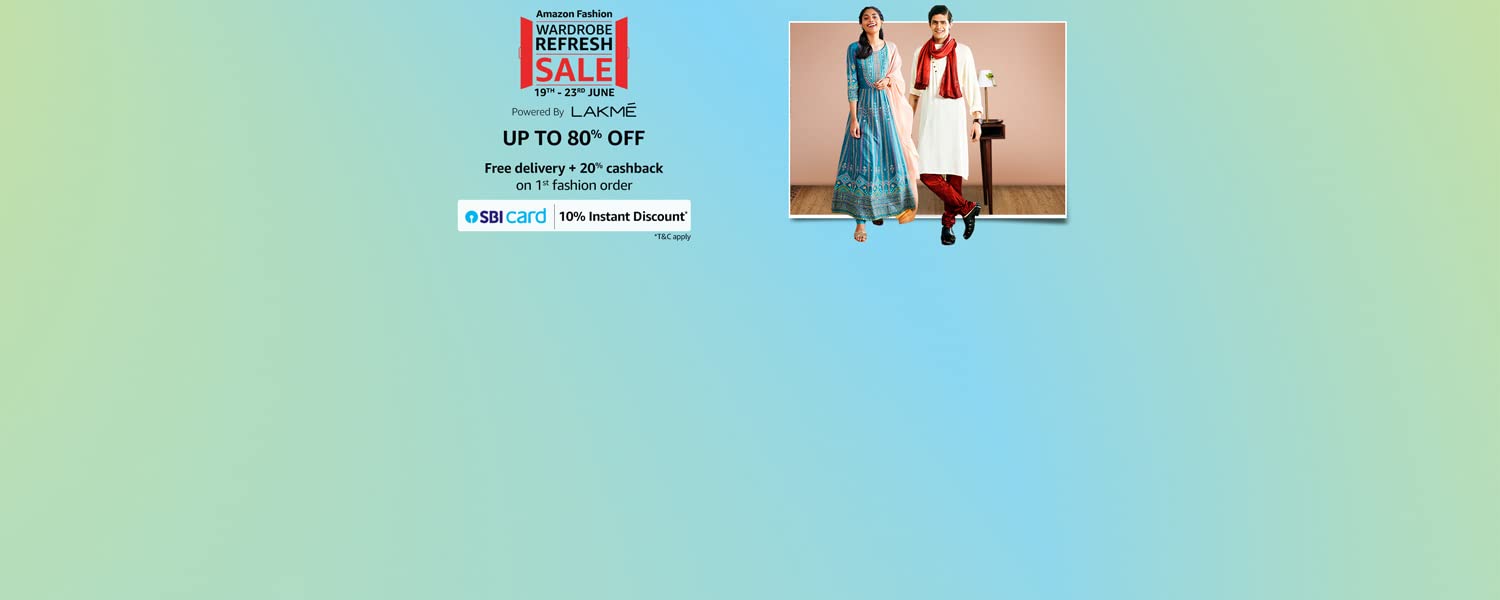 Amazon Fashion
WARDROBE
REFRESH
SALE
19TH - 23RD JUNE
Powered By LAKMÉ
UP TO 80% OFF
Free delivery + 20% cashback
on 1st fashion order
SBI card 10% Instant Discount*
*T&C apply